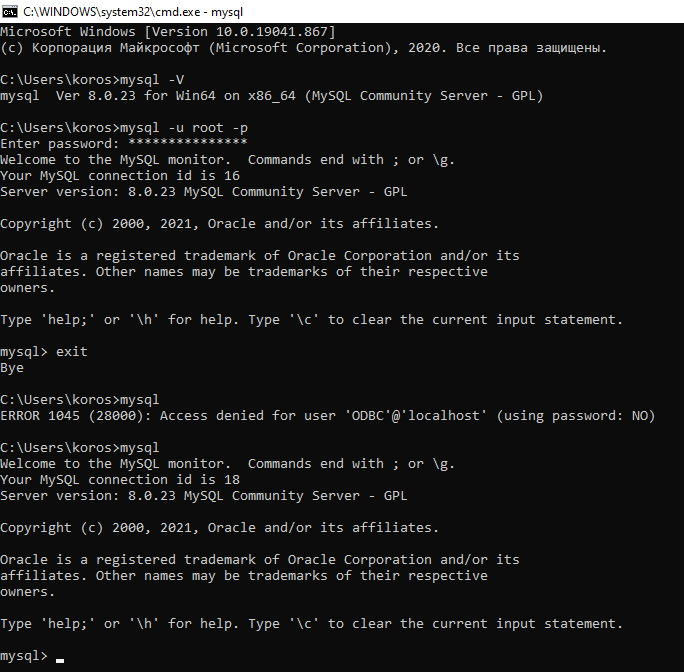 C:\WINDOWS\system32\cmd.exe - mysql
Microsoft Windows [Version 10.0.19041.867]
(c) Корпорация Майкрософт (Microsoft Corporation), 2020. Все права защищены.
C:\Users\koros>mysql -V
mysql  Ver 8.0.23 for Win64 on x86_64 (MySQL Community Server - GPL)
C:\Users\koros>mysql -u root -p
Enter password: ***************
Welcome to the MySQL monitor.  Commands end with ; or \g.
Your MySQL connection id is 16
Server version: 8.0.23 MySQL Community Server - GPL
Copyright (c) 2000, 2021, Oracle and/or its affiliates.
Oracle is a registered trademark of Oracle Corporation and/or its
affiliates. Other names may be trademarks of their respective
owners.
Type 'help;' or '\h' for help. Type '\c' to clear the current input statement.
mysql> exit
Bye
C:\Users\koros>mysql
ERROR 1045 (28000): Access denied for user 'ODBC'@'localhost' (using password: NO)
C:\Users\koros>mysql
Welcome to the MySQL monitor.  Commands end with ; or \g.
Your MySQL connection id is 18
Server version: 8.0.23 MySQL Community Server - GPL
Copyright (c) 2000, 2021, Oracle and/or its affiliates.
Oracle is a registered trademark of Oracle Corporation and/or its
affiliates. Other names may be trademarks of their respective
owners.
Type 'help;' or '\h' for help. Type '\c' to clear the current input statement.
mysql> _